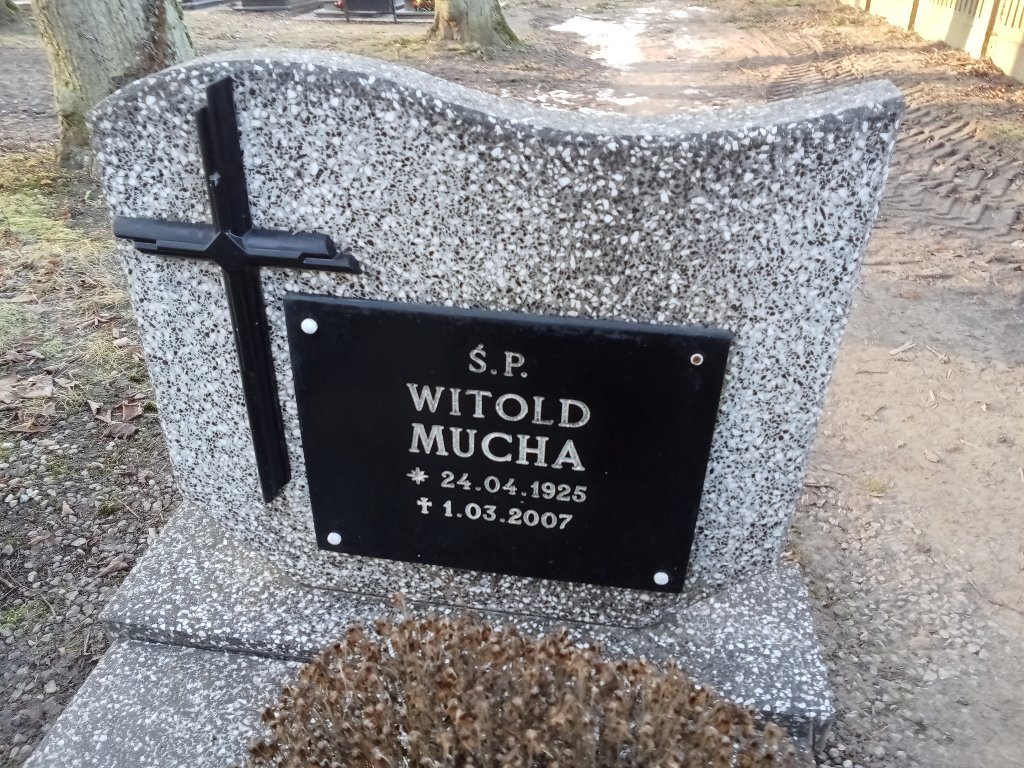 Ś.P.
WITOLD
MUCHA
* 24.04.1925
✝ 1.03.2007